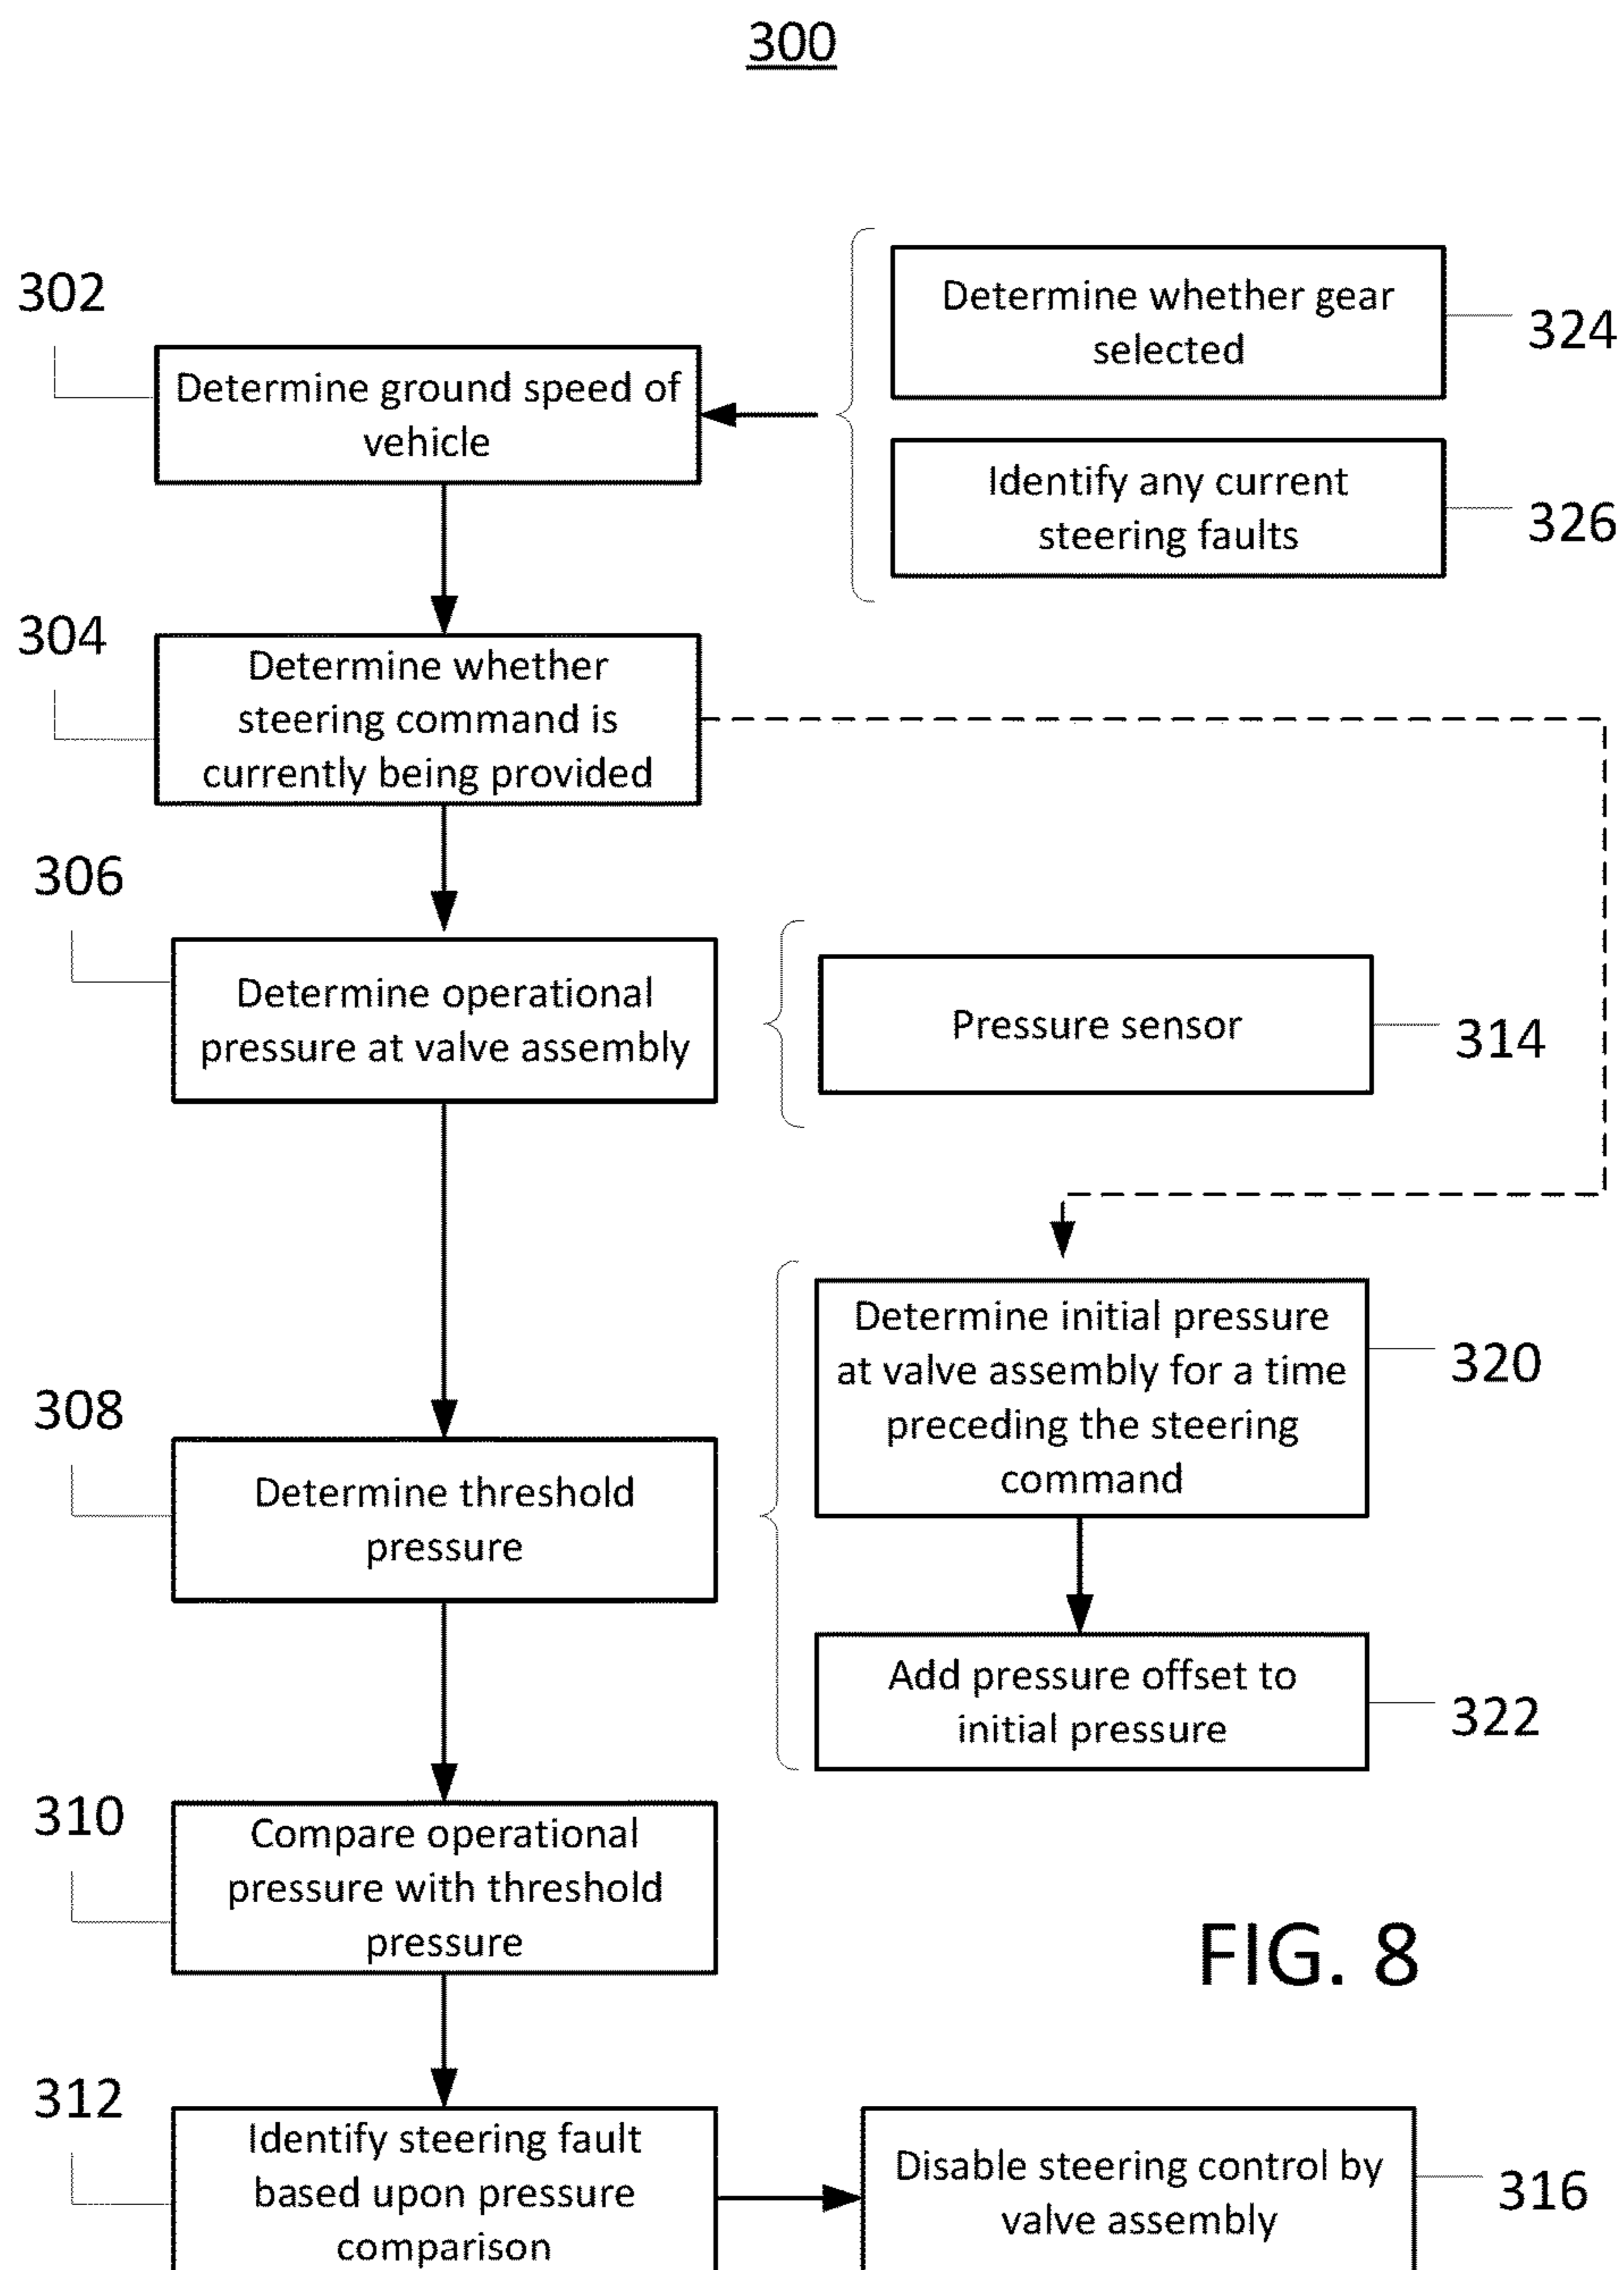 300
302
Determine ground speed of
vehicle
Determine whether gear
selected
324
Identify any current
steering faults
326
304
Determine whether
steering command is
currently being provided
306
Determine operational
pressure at valve assembly
Pressure sensor
314
308
Determine threshold
pressure
Determine initial pressure
at valve assembly for a time
preceding the steering
command
320
Add pressure offset to
initial pressure
322
310
Compare operational
pressure with threshold
pressure
FIG. 8
312
Identify steering fault
based upon pressure
comparison
Disable steering control by
valve assembly
316